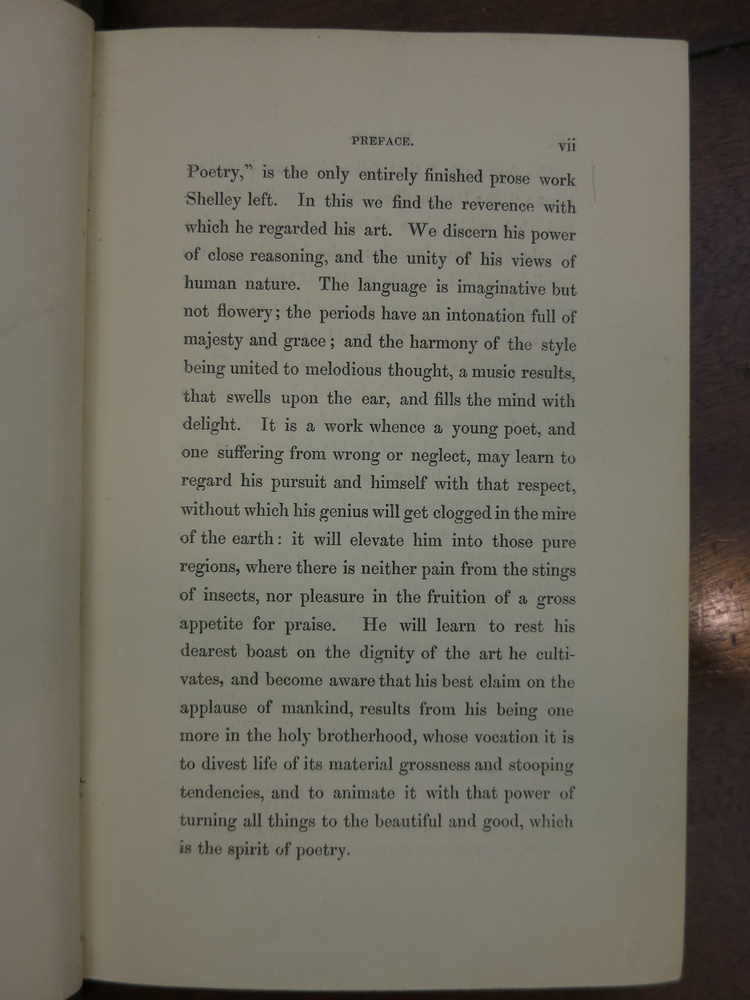 PREFACE. vii
Poetry,” is the only entirely finished prose work
Shelley left. In this we find the reverence with
which he regarded his art. We discern his power
of close reasoning, and the unity of his views of
human nature. The language is imaginative but
not flowery; the periods have an intonation full of
majesty and grace; and the harmony of the style
being united to melodious thought, a music results,
that swells upon the ear, and fills the mind with
delight. It is a work whence a young poet, and
one suffering from wrong or neglect, may learn to
regard his pursuit and himself with that respect,
without which his genius will get clogged in the mire
of the earth: it will elevate him into those pure
regions, where there is neither pain from the stings
of insects, nor pleasure in the fruition of a gross
appetite for praise. He will learn to rest his
dearest boast on the dignity of the art he culti-
vates, and become aware that his best claim on the
applause of mankind, results from his being one
more in the holy brotherhood, whose vocation it is
to divest life of its material grossness and stooping
tendencies, and to animate it with that power of
turning all things to the beautiful and good, which
is the spirit of poetry.